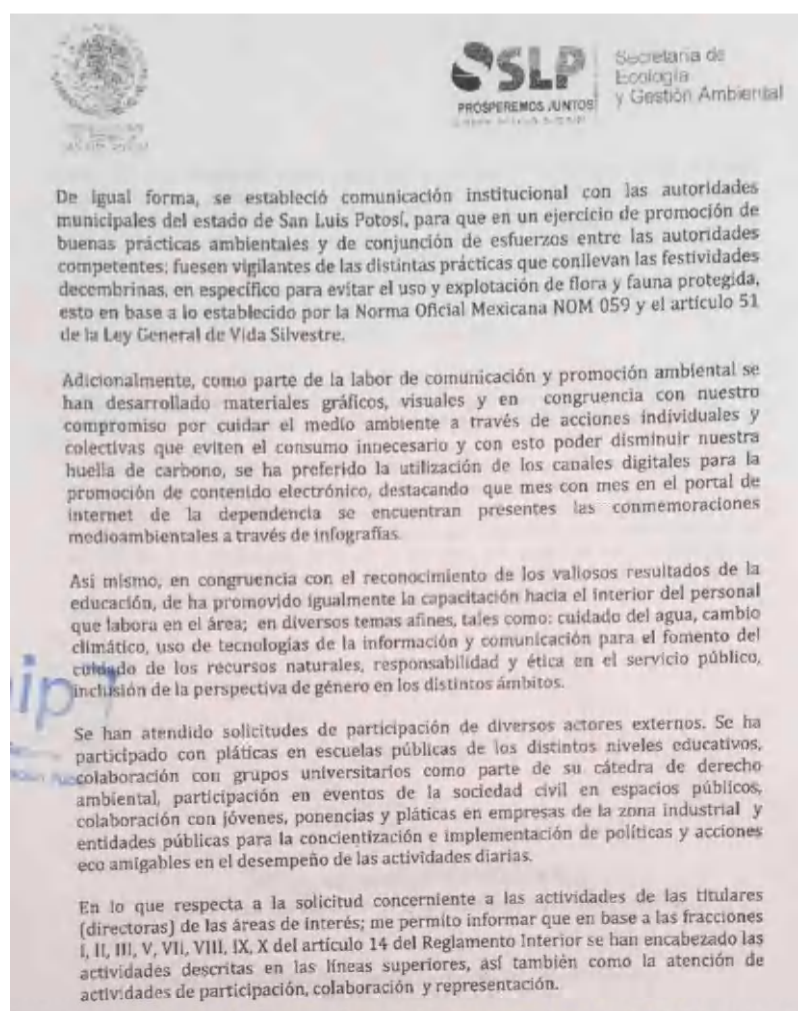 SSLP
PROSPEREMOS JUNTOS
Secretaría de
Ecología
y Gestión Ambiental
De igual forma, se estableció comunicación institucional con las autoridades
municipales del estado de San Luis Potosí, para que en un ejercicio de promoción de
buenas prácticas ambientales y de conjunción de esfuerzos entre las autoridades
competentes; fuesen vigilantes de las distintas prácticas que conllevan las festividades
decembrinas, en específico para evitar el uso y explotación de flora y fauna protegida,
esto en base a lo establecido por la Norma Oficial Mexicana NOM 059 y el artículo 51
de la Ley General de Vida Silvestre.
Adicionalmente, como parte de la labor de comunicación y promoción ambiental se
han desarrollado materiales gráficos, visuales y en congruencia con nuestro
compromiso por cuidar el medio ambiente a través de acciones individuales y
colectivas que eviten el consumo innecesario y con esto poder disminuir nuestra
huella de carbono, se ha preferido la utilización de los canales digitales para la
promoción de contenido electrónico, destacando que mes con mes en el portal de
internet de la dependencia se encuentran presentes las conmemoraciones
medioambientales a través de infografías.
Así mismo, en congruencia con el reconocimiento de los valiosos resultados de la
educación, de ha promovido igualmente la capacitación hacia el interior del personal
que labora en el área; en diversos temas afines, tales como: cuidado del agua, cambio
climático, uso de tecnologías de la información y comunicación para el fomento del
cuidado de los recursos naturales, responsabilidad y ética en el servicio público,
inclusión de la perspectiva de género en los distintos ámbitos.
Se han atendido solicitudes de participación de diversos actores externos. Se ha
participado con pláticas en escuelas públicas de los distintos niveles educativos,
colaboración con grupos universitarios como parte de su cátedra de derecho
ambiental, participación en eventos de la sociedad civil en espacios públicos,
colaboración con jóvenes, ponencias y pláticas en empresas de la zona industrial y
entidades públicas para la concientización e implementación de políticas y acciones
eco amigables en el desempeño de las actividades diarias.
En lo que respecta a la solicitud concerniente a las actividades de las titulares
(directoras) de las áreas de interés; me permito informar que en base a las fracciones
I, II, III, V, VII, VIII, IX, X del artículo 14 del Reglamento Interior se han encabezado las
actividades descritas en las líneas superiores, así también como la atención de
actividades de participación, colaboración y representación.